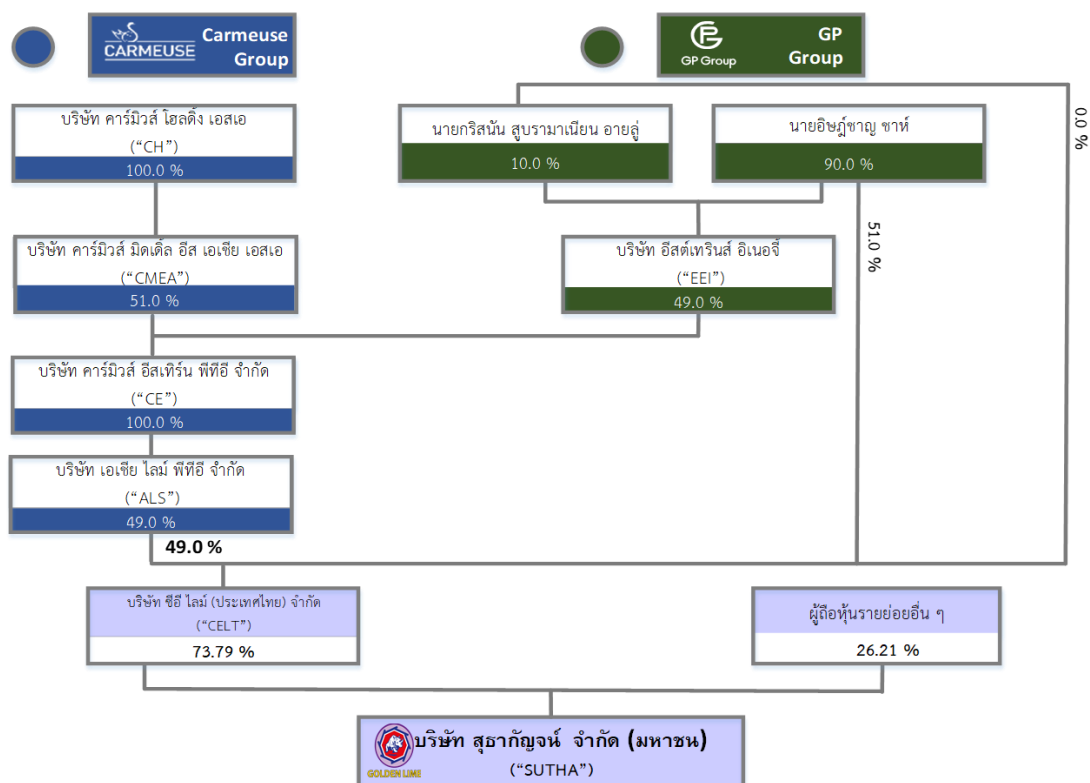 CARMEUSE
Carmeuse
Group
GP Group
GP
Group
บริษัท คาร์มิวส์ โฮลดิ้ง เอสเอ
("CH")
100.0 %
นายกริสนัน สูบรามาเนียน อายลู่
10.0 %
นายอิษฎ์ชาญ ชาห์
90.0 %
0.0 %
51.0 %
บริษัท คาร์มิวส์ มิดเดิ้ล อีส เอเชีย เอสเอ
("CMEA")
51.0 %
บริษัท อีสต์เทรินส์ อิเนอจี้
("EEI")
49.0 %
บริษัท คาร์มิวส์ อีสเทิร์น พีทีอี จำกัด
("CE")
100.0 %
บริษัท เอเชีย ไลม์ พีทีอี จำกัด
("ALS")
49.0 %
49.0 %
บริษัท ซีอี ไลม์ (ประเทศไทย) จำกัด
("CELT")
73.79 %
ผู้ถือหุ้นรายย่อยอื่น ๆ
26.21 %
GOLDEN LIME
บริษัท สุธากัญจน์ จำกัด (มหาชน)
("SUTHA")